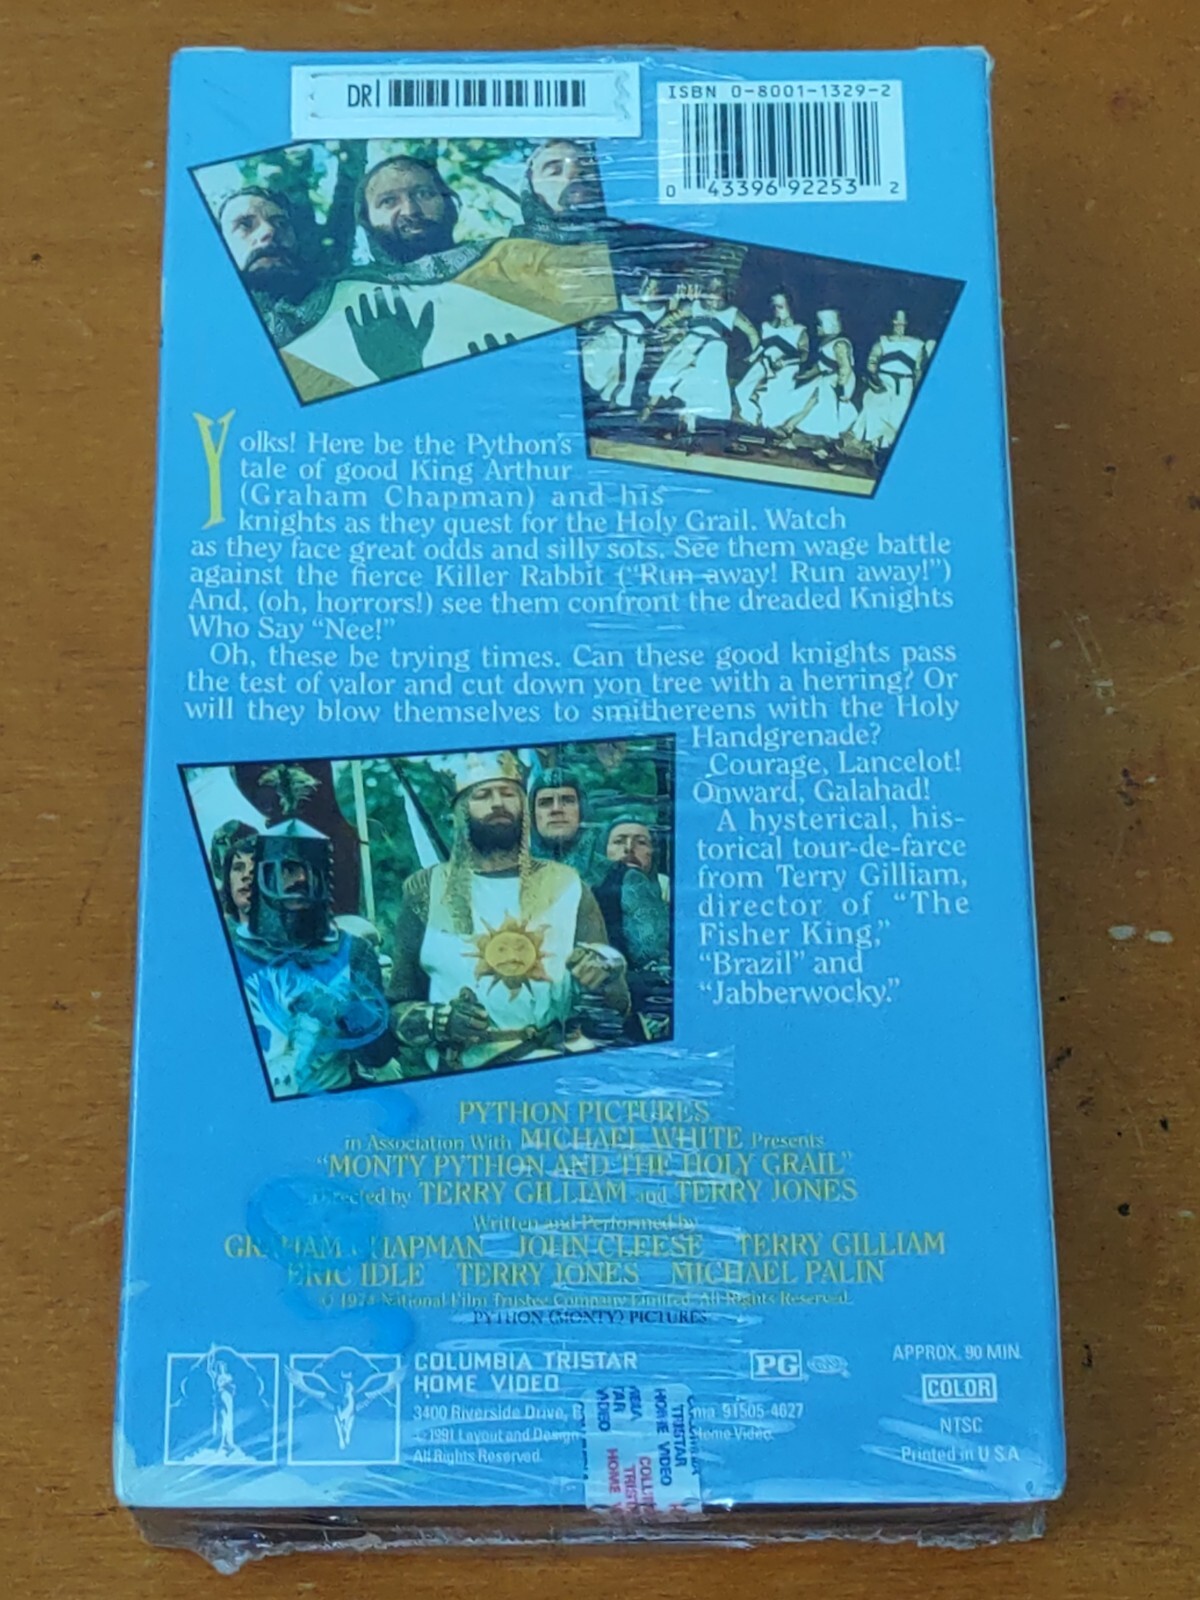 DRI
ISBN 0-8001-1329-2
0 43396 92253 2
Yolks! Here be the Python's
tale of good King Arthur
(Graham Chapman) and his
knights as they quest for the Holy Grail. Watch
as they face great odds and silly sots. See them wage battle
against the fierce Killer Rabbit ("Run away! Run away!")
And, (oh, horrors!) see them confront the dreaded Knights
Who Say "Nee!"
Oh, these be trying times. Can these good knights pass
the test of valor and cut down yon tree with a herring? Or
will they blow themselves to smithereens with the Holy
Handgrenade?
Courage, Lancelot!
Onward, Galahad!
A hysterical, his-
torical tour-de-farce
from Terry Gilliam,
director of "The
Fisher King,"
"Brazil" and
"Jabberwocky."
PYTHON PICTURES
in Association With MICHAEL WHITE Presents
"MONTY PYTHON AND THE HOLY GRAIL"
Directed by TERRY GILLIAM and TERRY JONES
Written and Performed by
GRAHAM CHAPMAN JOHN CLEESE TERRY GILLIAM
ERIC IDLE TERRY JONES MICHAEL PALIN
© 1974 National Film Trustee Company Limited. All Rights Reserved.
PYTHON (MONTY) PICTURES
COLUMBIA TRISTAR
HOME VIDEO
3400 Riverside Drive, 91505-4627
© 1991 Layout and Design Home Video.
All Rights Reserved.
PG
APPROX. 90 MIN.
COLOR
NTSC
Printed in U S A
TRISTAR
HOME VIDEO